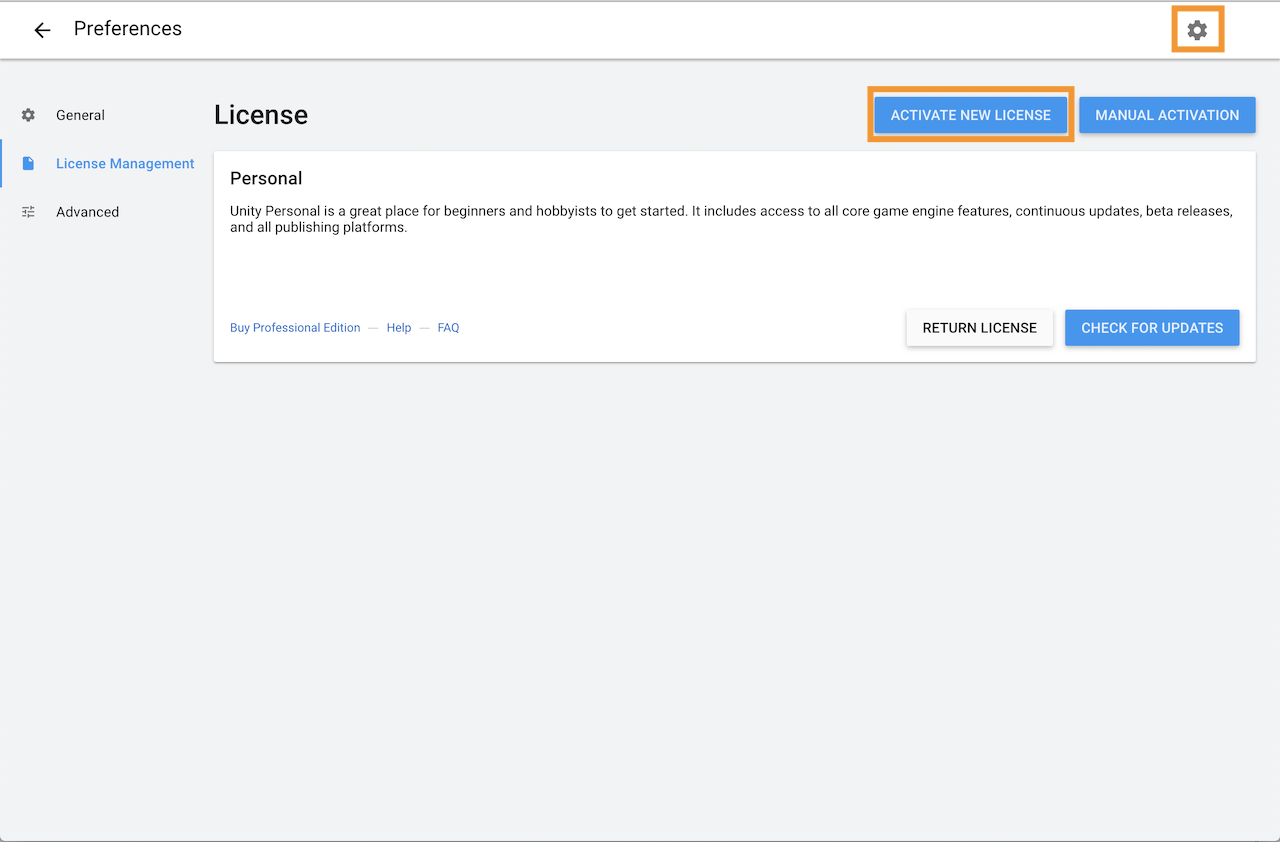 Preferences
General
License Management
Advanced
License
ACTIVATE NEW LICENSE
MANUAL ACTIVATION
Personal
Unity Personal is a great place for beginners and hobbyists to get started. It includes access to all core game engine features, continuous updates, beta releases,
and all publishing platforms.
Buy Professional Edition — Help — FAQ
RETURN LICENSE
CHECK FOR UPDATES